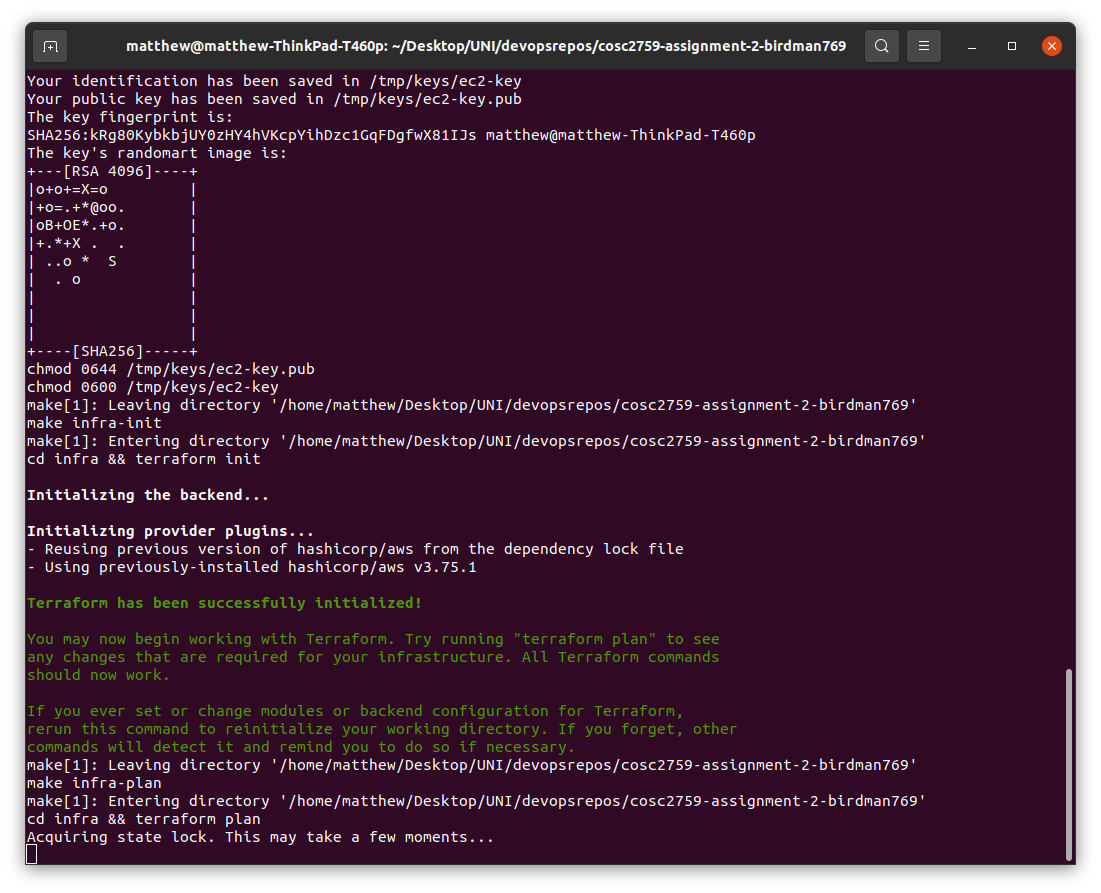 matthew@matthew-ThinkPad-T460p: ~/Desktop/UNI/devopsrepos/cosc2759-assignment-2-birdman769
Your identification has been saved in /tmp/keys/ec2-key
Your public key has been saved in /tmp/keys/ec2-key.pub
The key fingerprint is:
SHA256:kRg80KybkbjUY0zHY4hVKcpYihDzc1GqFDgfwX81IJs matthew@matthew-ThinkPad-T460p
The key's randomart image is:
+---[RSA 4096]----+
|o+o+=X=o         |
|+o=.+*@oo.       |
|oB+OE*.+o.       |
|+.*+X .  .       |
| ..o *  S        |
|  . o            |
|                 |
|                 |
|                 |
+----[SHA256]-----+
chmod 0644 /tmp/keys/ec2-key.pub
chmod 0600 /tmp/keys/ec2-key
make[1]: Leaving directory '/home/matthew/Desktop/UNI/devopsrepos/cosc2759-assignment-2-birdman769'
make infra-init
make[1]: Entering directory '/home/matthew/Desktop/UNI/devopsrepos/cosc2759-assignment-2-birdman769'
cd infra && terraform init
Initializing the backend...
Initializing provider plugins...
- Reusing previous version of hashicorp/aws from the dependency lock file
- Using previously-installed hashicorp/aws v3.75.1
Terraform has been successfully initialized!
You may now begin working with Terraform. Try running "terraform plan" to see
any changes that are required for your infrastructure. All Terraform commands
should now work.
If you ever set or change modules or backend configuration for Terraform,
rerun this command to reinitialize your working directory. If you forget, other
commands will detect it and remind you to do so if necessary.
make[1]: Leaving directory '/home/matthew/Desktop/UNI/devopsrepos/cosc2759-assignment-2-birdman769'
make infra-plan
make[1]: Entering directory '/home/matthew/Desktop/UNI/devopsrepos/cosc2759-assignment-2-birdman769'
cd infra && terraform plan
Acquiring state lock. This may take a few moments...